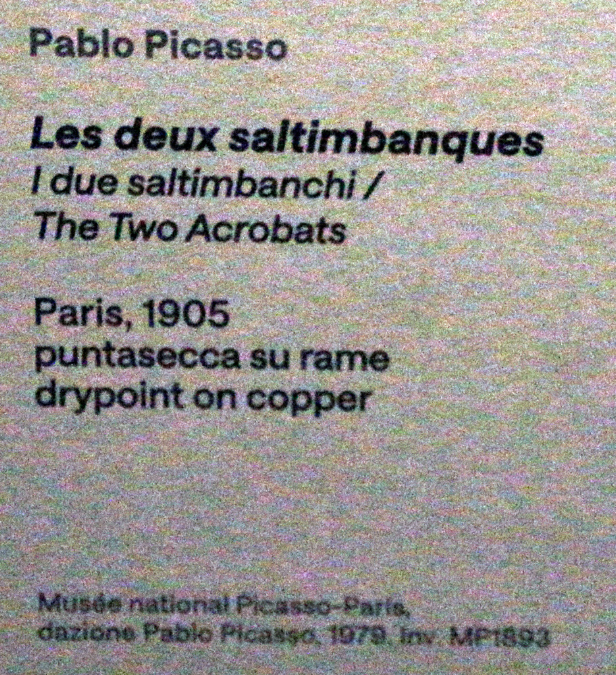 Pablo Picasso
Les deux saltimbanques
I due saltimbanchi /
The Two Acrobats
Paris, 1905
puntasecca su rame
drypoint on copper
Musée national Picasso-Paris,
dazione Pablo Picasso, 1979. Inv. MP1893